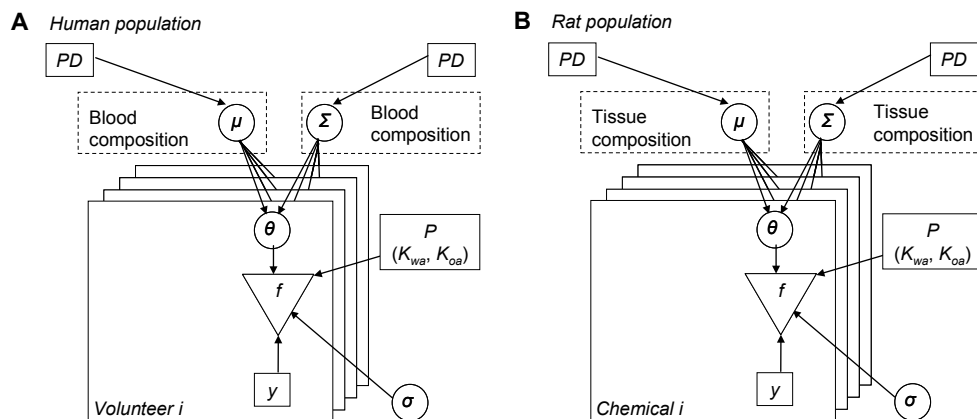 A Human population
PD
PD
Blood
composition
μ
Σ
Blood
composition
θ
P
(Kwa, Koa)
f
y
σ
Volunteer i
B Rat population
PD
PD
Tissue
composition
μ
Σ
Tissue
composition
θ
P
(Kwa, Koa)
f
y
σ
Chemical i